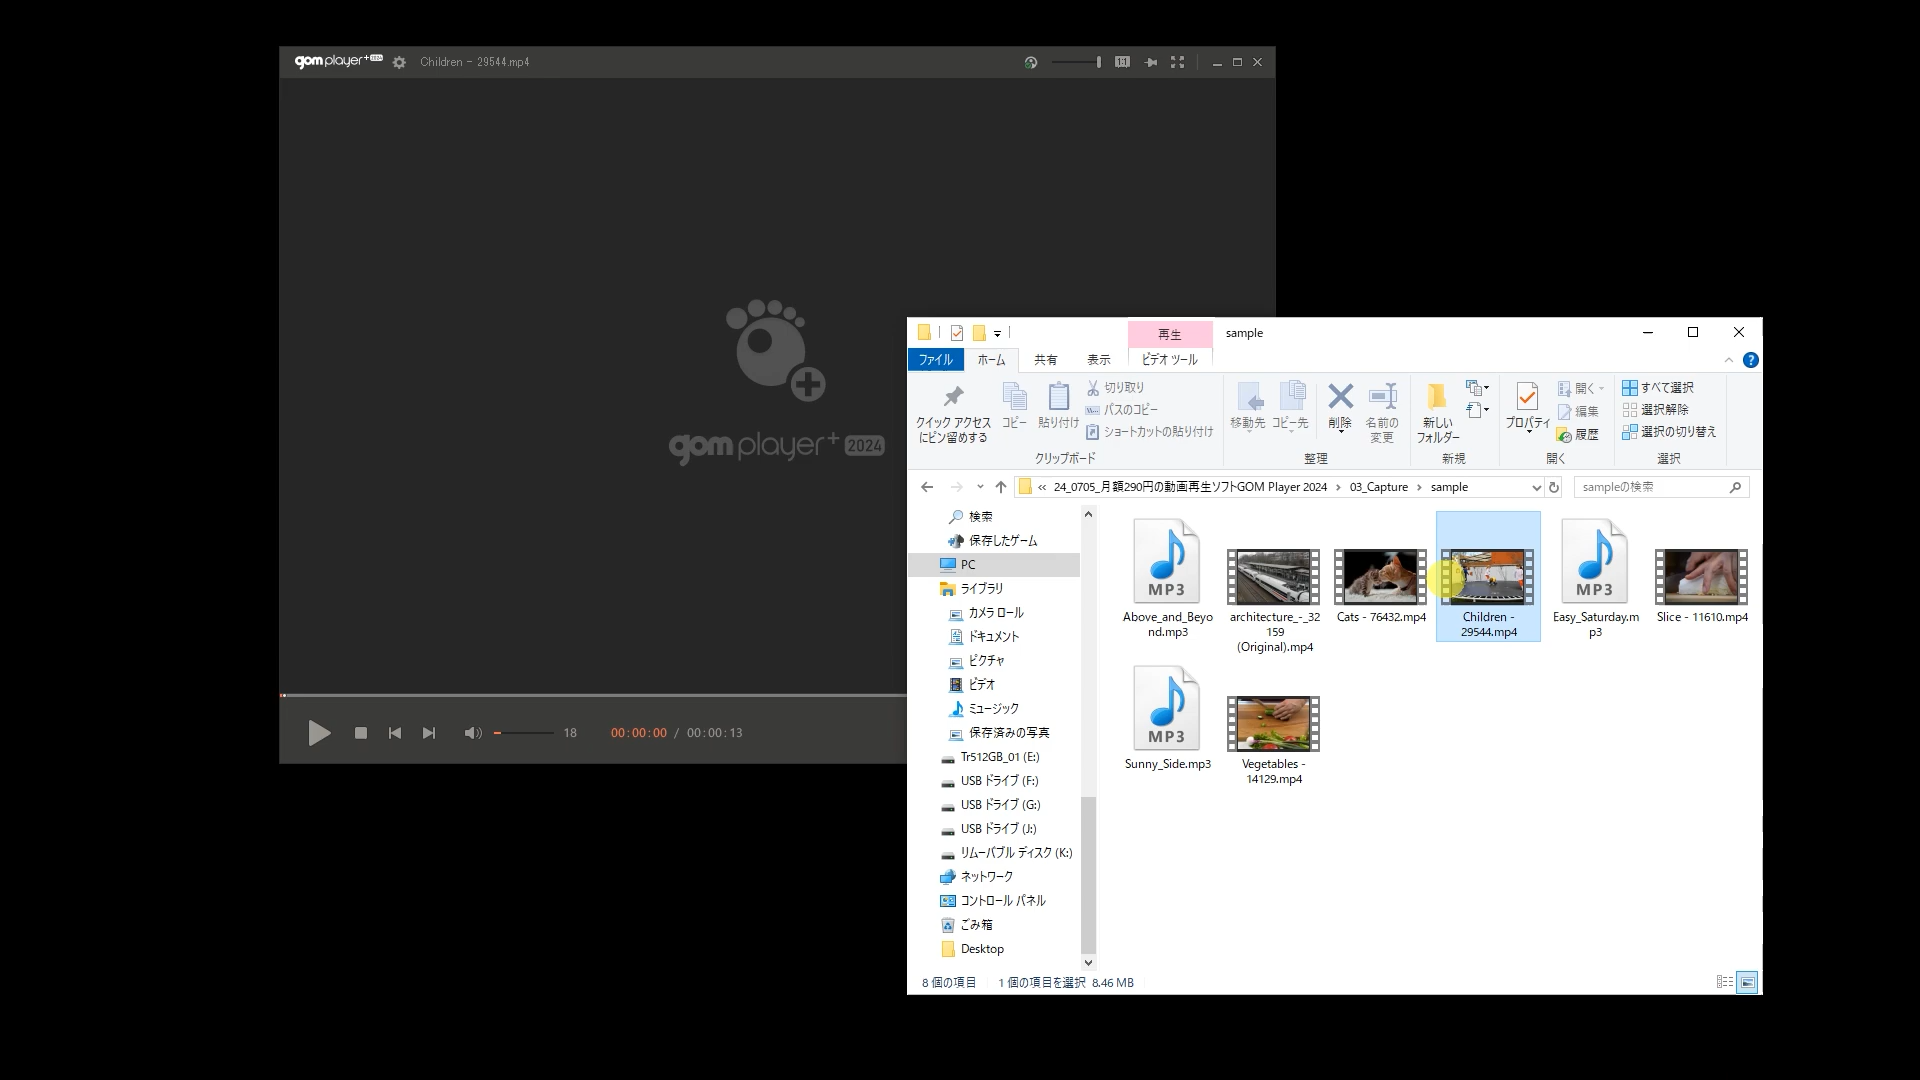 gom player+ 2024
Children - 29544.mp4
gom player+ 2024
18
00:00:00 / 00:00:13
再生
sample
ファイル
ホーム
共有
表示
ビデオ ツール
クイック アクセス
にピン留めする
コピー
貼り付け
切り取り
パスのコピー
ショートカットの貼り付け
クリップボード
移動先
コピー先
削除
名前の
変更
整理
新しい
フォルダー
新規
プロパティ
開く
編集
履歴
開く
すべて選択
選択解除
選択の切り替え
選択
« 24_0705_月額290円の動画再生ソフトGOM Player 2024 › 03_Capture › sample
sampleの検索
検索
保存したゲーム
PC
ライブラリ
カメラ ロール
ドキュメント
ピクチャ
ビデオ
ミュージック
保存済みの写真
Tr512GB_01 (E:)
USB ドライブ (F:)
USB ドライブ (G:)
USB ドライブ (J:)
リムーバブル ディスク (K:)
ネットワーク
コントロール パネル
ごみ箱
Desktop
MP3
Above_and_Beyo
nd.mp3
architecture_-_32
159
(Original).mp4
Cats - 76432.mp4
Children -
29544.mp4
MP3
Easy_Saturday.m
p3
Slice - 11610.mp4
MP3
Sunny_Side.mp3
Vegetables -
14129.mp4
8 個の項目
1 個の項目を選択 8.46 MB